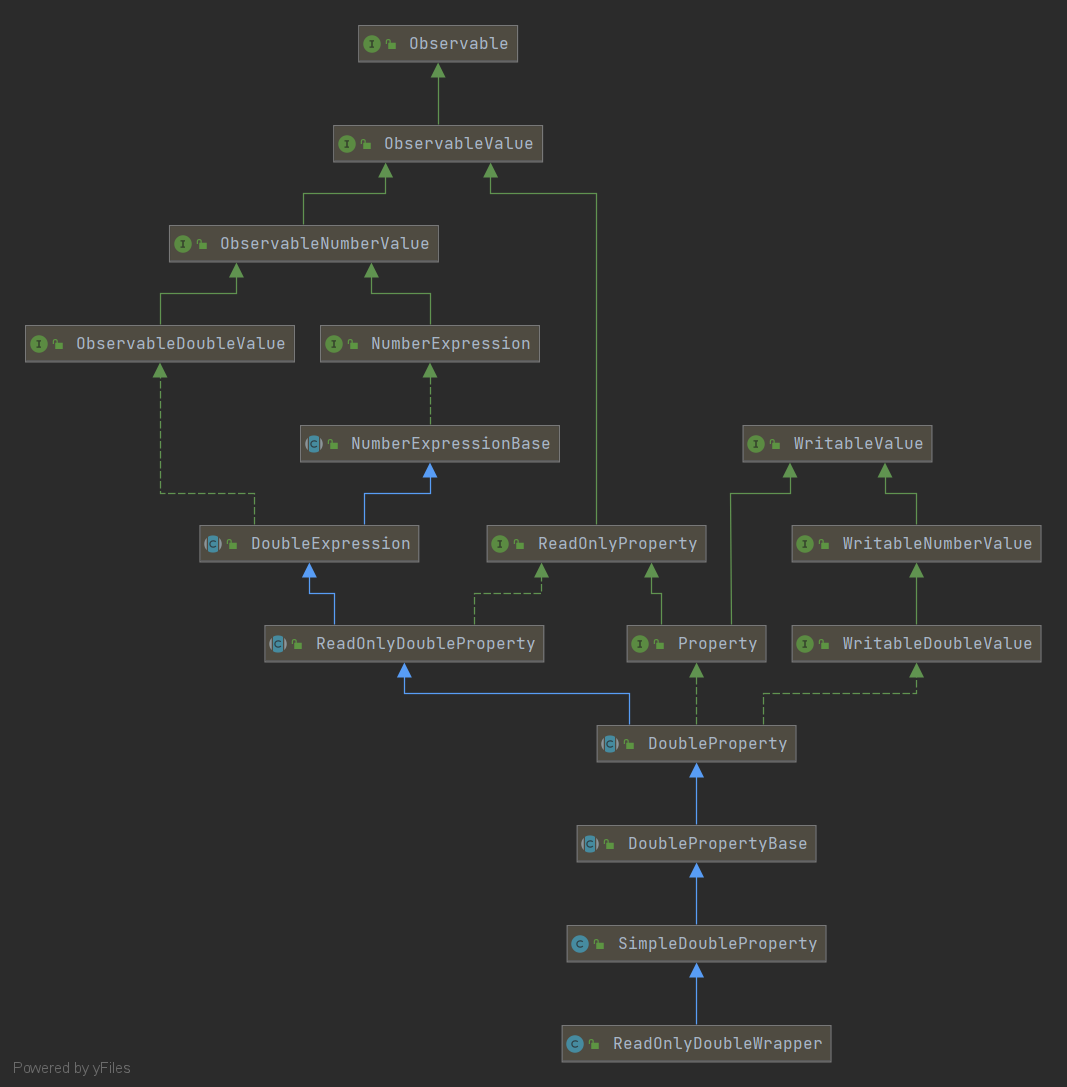 Observable
ObservableValue
ObservableNumberValue
ObservableDoubleValue
NumberExpression
NumberExpressionBase
WritableValue
DoubleExpression
ReadOnlyProperty
WritableNumberValue
ReadOnlyDoubleProperty
Property
WritableDoubleValue
DoubleProperty
DoublePropertyBase
SimpleDoubleProperty
ReadOnlyDoubleWrapper
Powered by yFiles